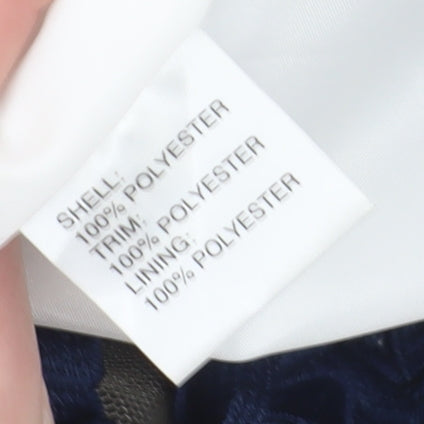 SHELL:
100% POLYESTER
TRIM:
100% POLYESTER
LINING:
100% POLYESTER